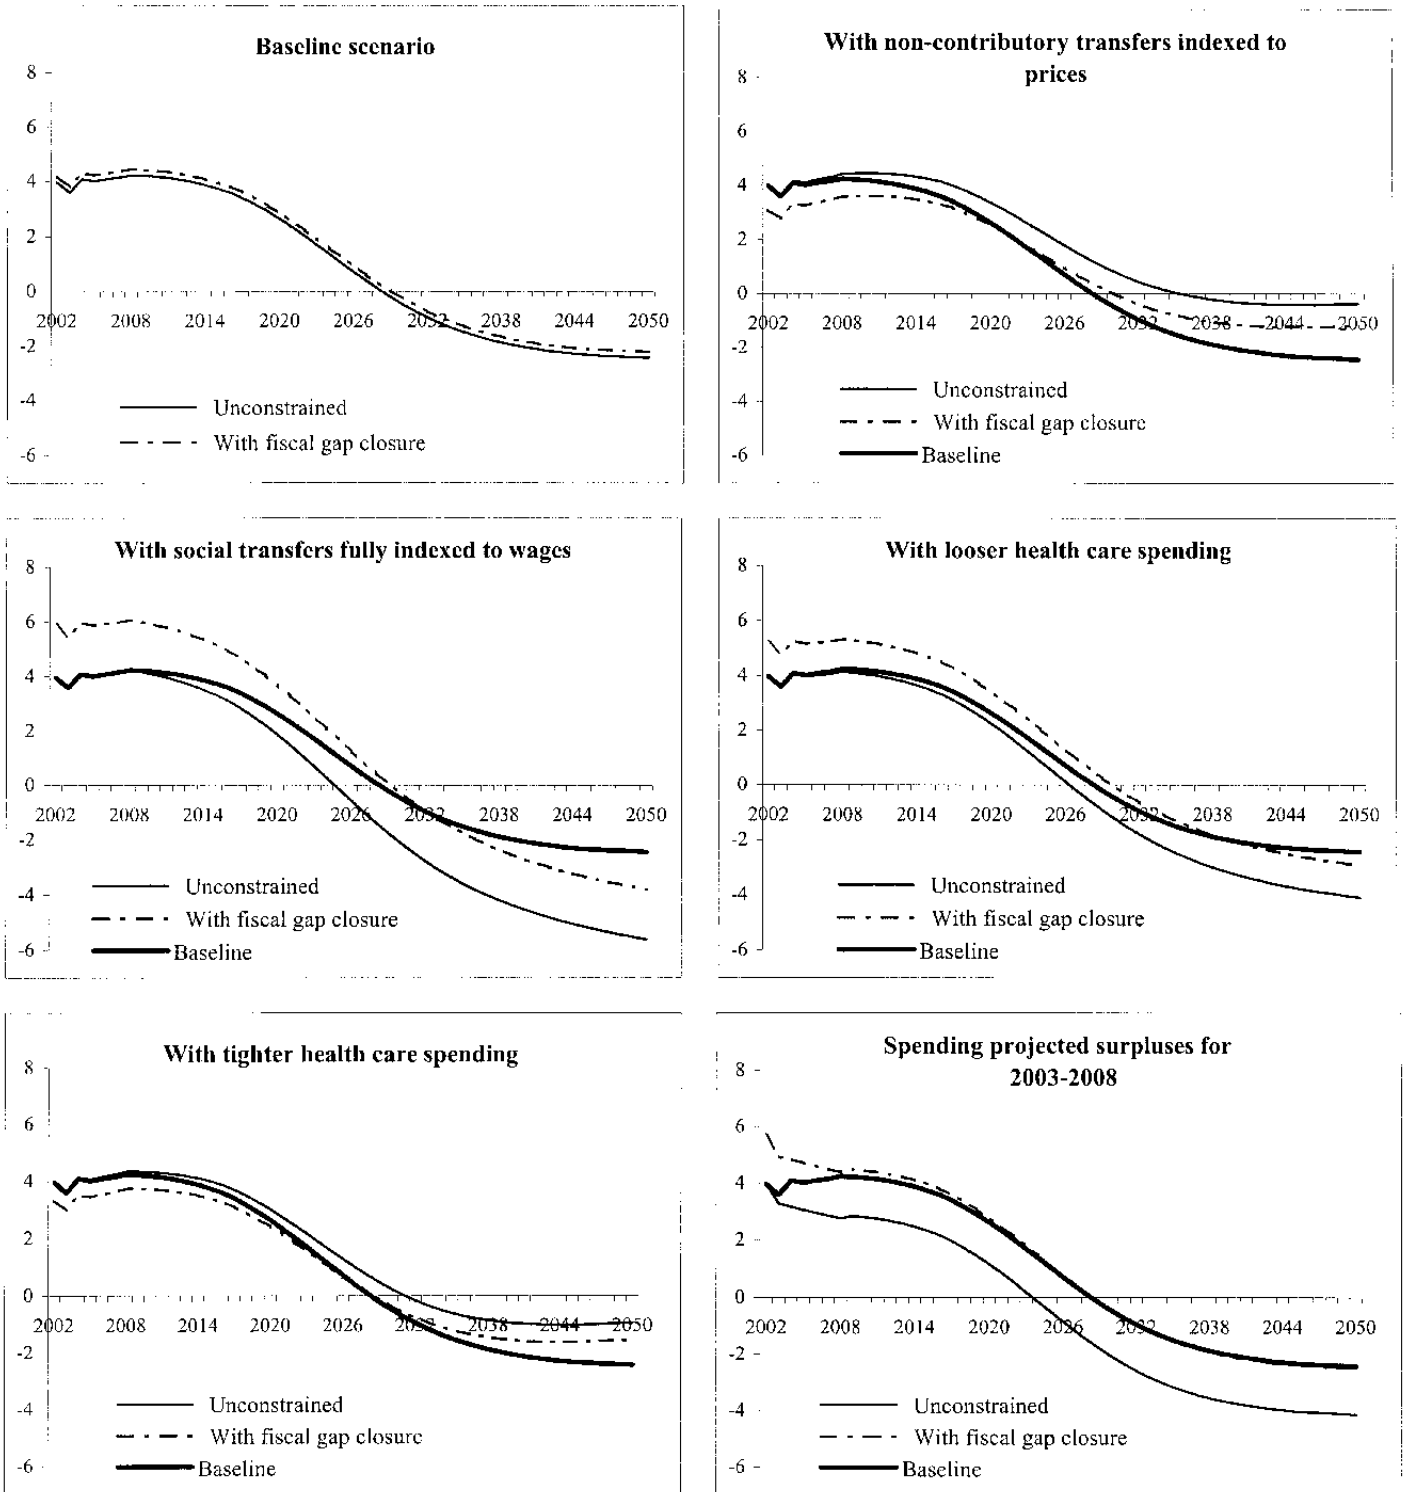 Baseline scenario
8
6
4
2
0
2002 2008 2014 2020 2026 2032 2038 2044 2050
-2
-4
-6
Unconstrained
With fiscal gap closure
With non-contributory transfers indexed to
prices
8
6
4
2
0
2002 2008 2014 2020 2026 2032 2038 2044 2050
-2
-4
-6
Unconstrained
With fiscal gap closure
Baseline
With social transfers fully indexed to wages
8
6
4
2
0
2002 2008 2014 2020 2026 2032 2038 2044 2050
-2
-4
-6
Unconstrained
With fiscal gap closure
Baseline
With looser health care spending
8
6
4
2
0
2002 2008 2014 2020 2026 2032 2038 2044 2050
-2
-4
-6
Unconstrained
With fiscal gap closure
Baseline
With tighter health care spending
8
6
4
2
0
2002 2008 2014 2020 2026 2032 2038 2044 2050
-2
-4
-6
Unconstrained
With fiscal gap closure
Baseline
Spending projected surpluses for
2003-2008
8
6
4
2
0
2002 2008 2014 2020 2026 2032 2038 2044 2050
-2
-4
-6
Unconstrained
With fiscal gap closure
Baseline